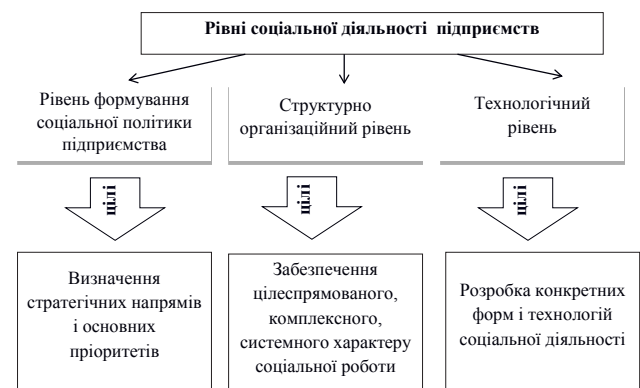 Рівні соціальної діяльності підприємств
Рівень формування
соціальної політики
підприємства
Структурно
організаційний рівень
Технологічний
рівень
цілі
цілі
цілі
Визначення
стратегічних напрямів
і основних
пріоритетів
Забезпечення
цілеспрямованого,
комплексного,
системного характеру
соціальної роботи
Розробка конкретних
форм і технологій
соціальної діяльності